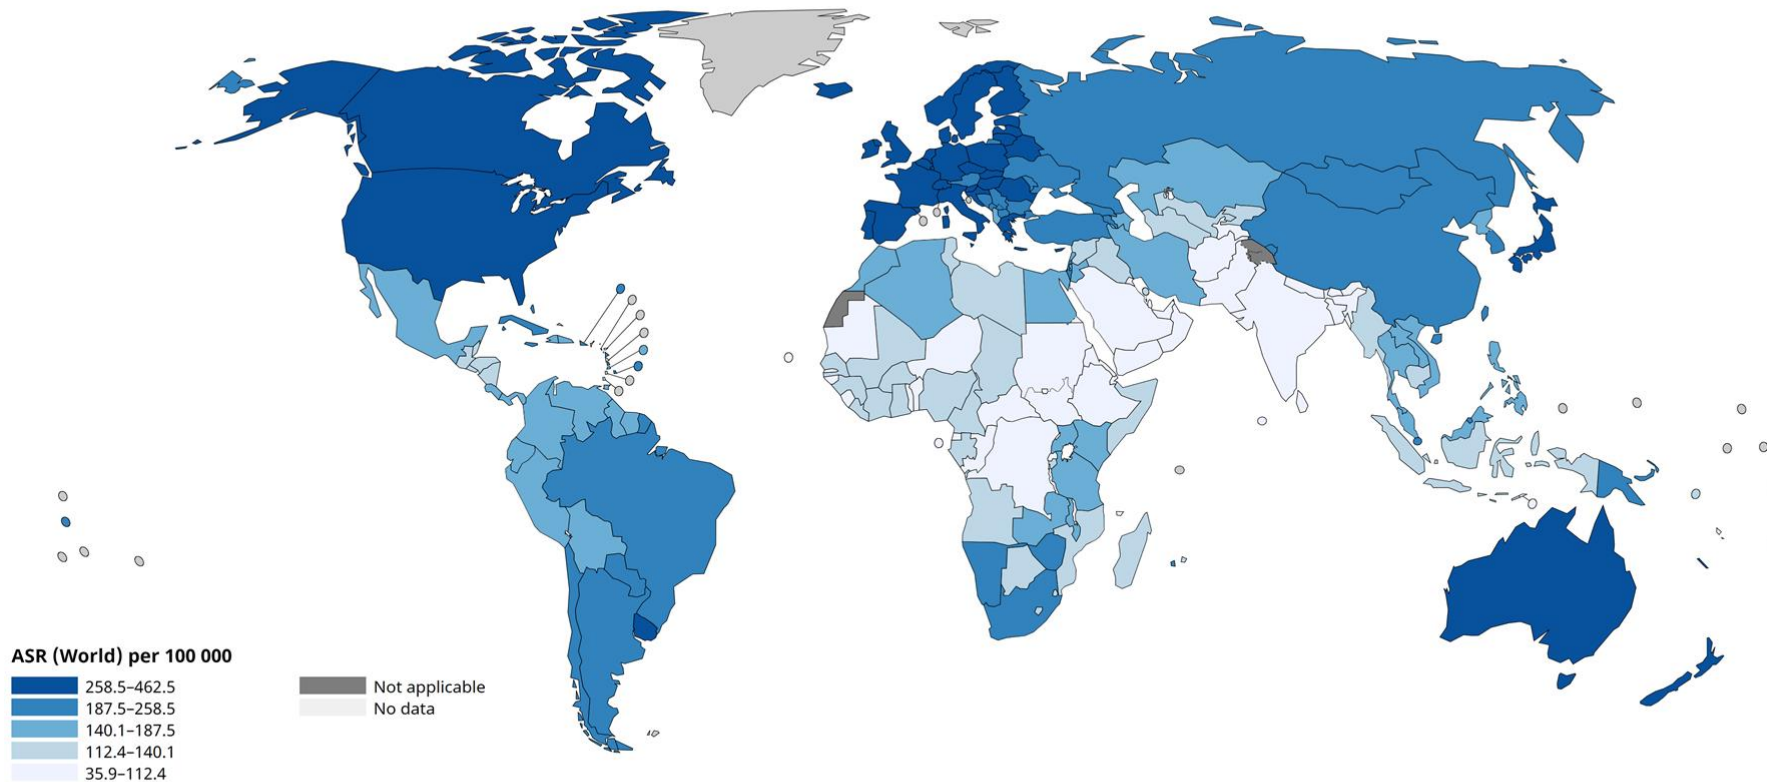 ASR (World) per 100 000
258.5–462.5
187.5–258.5
140.1–187.5
112.4–140.1
35.9–112.4
Not applicable
No data